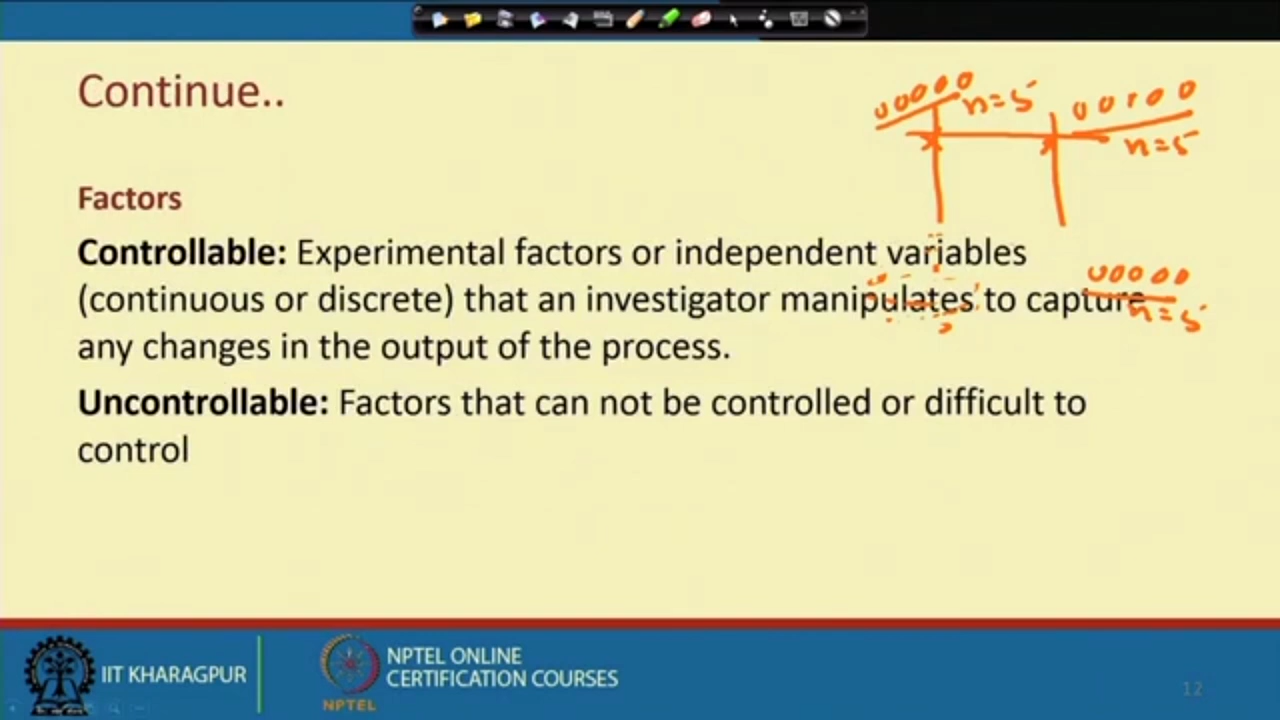 Continue..
00000 n=5
00100
n=5
Factors
Controllable: Experimental factors or independent variables
(continuous or discrete) that an investigator manipulates to capture
00000
n=5
any changes in the output of the process.
Uncontrollable: Factors that can not be controlled or difficult to
control
IIT KHARAGPUR
NPTEL
NPTEL ONLINE
CERTIFICATION COURSES
12